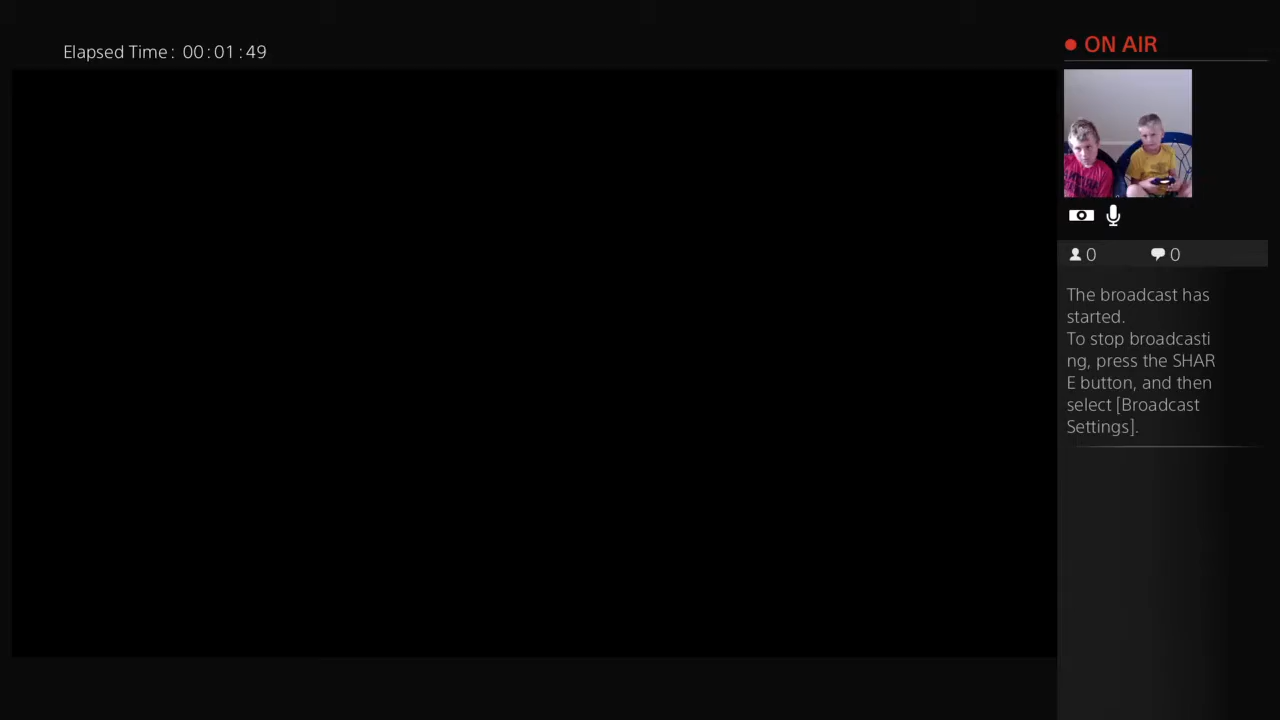 Elapsed Time: 00:01:49
ON AIR
0 0
The broadcast has
started.
To stop broadcasti
ng, press the SHAR
E button, and then
select [Broadcast
Settings].